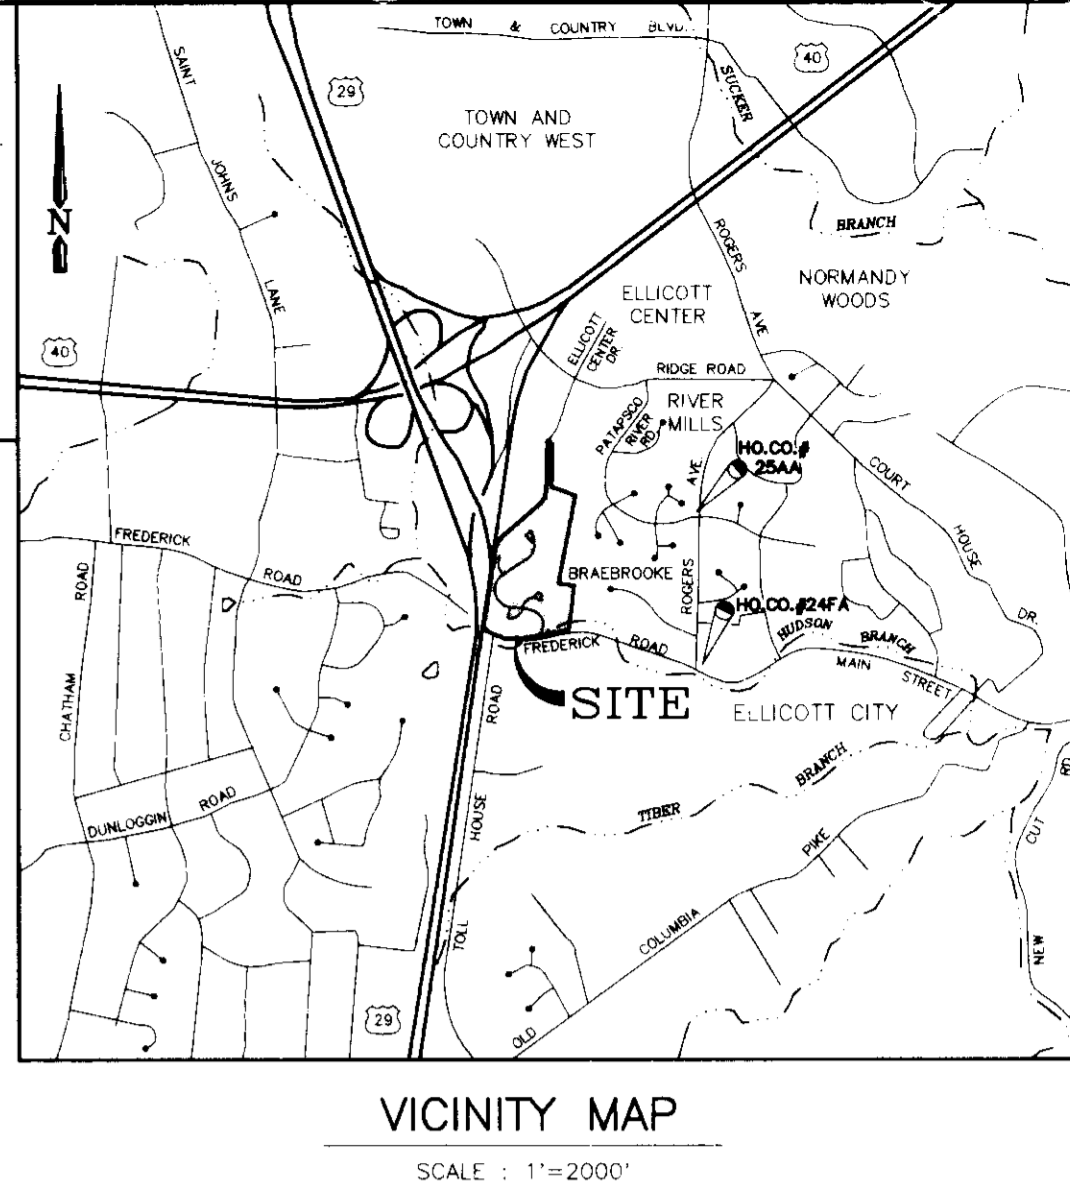 TOWN & COUNTRY BLVD.
SAINT
JOHNS
LANE
29
40
SUCKER
BRANCH
TOWN AND
COUNTRY WEST
N
ROGERS
AVE
NORMANDY
WOODS
ELLICOTT
CENTER
ELLICOTT
CENTER
DR
40
RIDGE ROAD
RIVER
MILLS
PATAPSCO
RIVER
RD
HO.CO.#
25AA
AVE
ROGERS
COURT
HOUSE
DR.
FREDERICK
ROAD
ROAD
CHATHAM
BRAEBROOKE
HO.CO.#24FA
HUDSON
BRANCH
FREDERICK
ROAD
MAIN
STREET
SITE
ELLICOTT CITY
ROAD
HOUSE
TOLL
DUNLOGGIN
ROAD
TIBER
BRANCH
OLD
COLUMBIA
PIKE
NEW
CUT
29
VICINITY MAP
SCALE : 1'=2000'